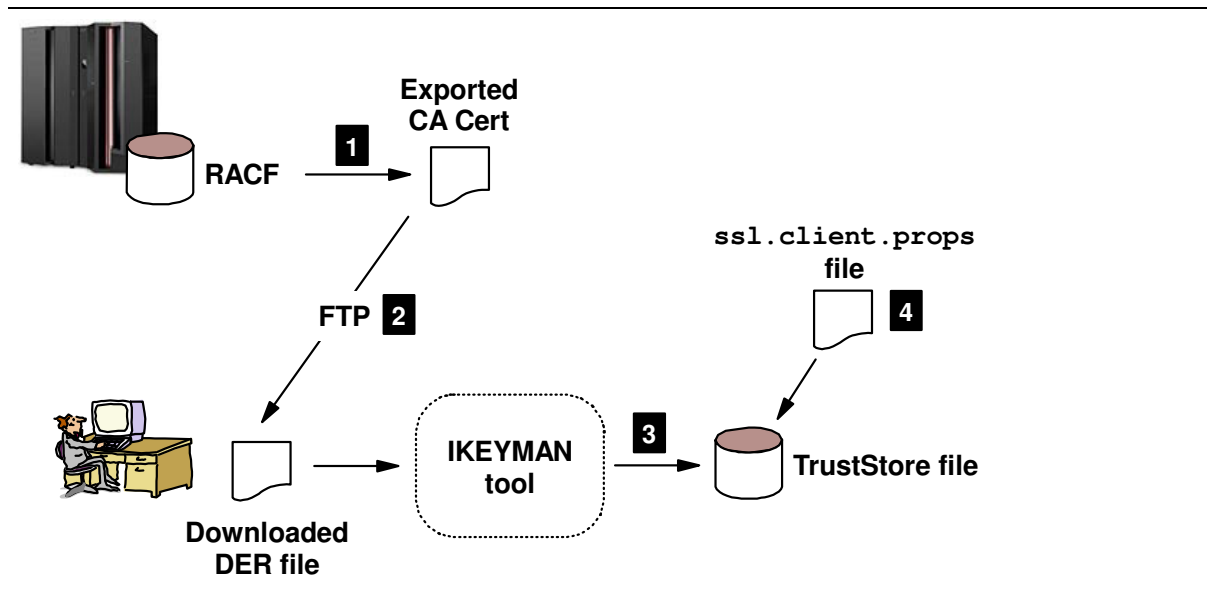 Exported
CA Cert
1
RACF
ssl.client.props
file
4
FTP 2
3
IKEYMAN
tool
TrustStore file
Downloaded
DER file